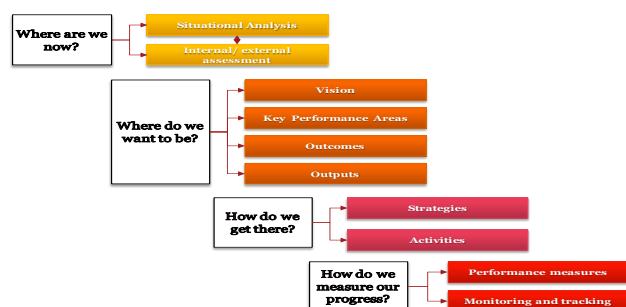 Where are we
now?
Situational Analysis
Internal/ external
assessment
Where do we
want to be?
Vision
Key Performance Areas
Outcomes
Outputs
How do we
get there?
Strategies
Activities
How do we
measure our
progress?
Performance measures
Monitoring and tracking